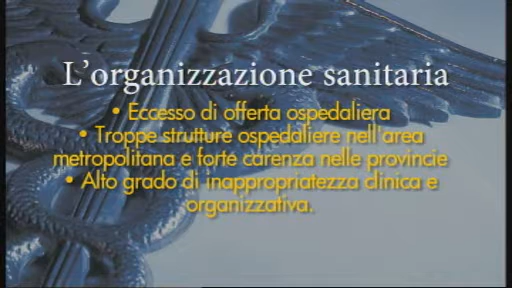 L'organizzazione sanitaria
• Eccesso di offerta ospedaliera
• Troppe strutture ospedaliere nell'area
metropolitana e forte carenza nelle provincie
• Alto grado di inappropriatezza clinica e
organizzativa.